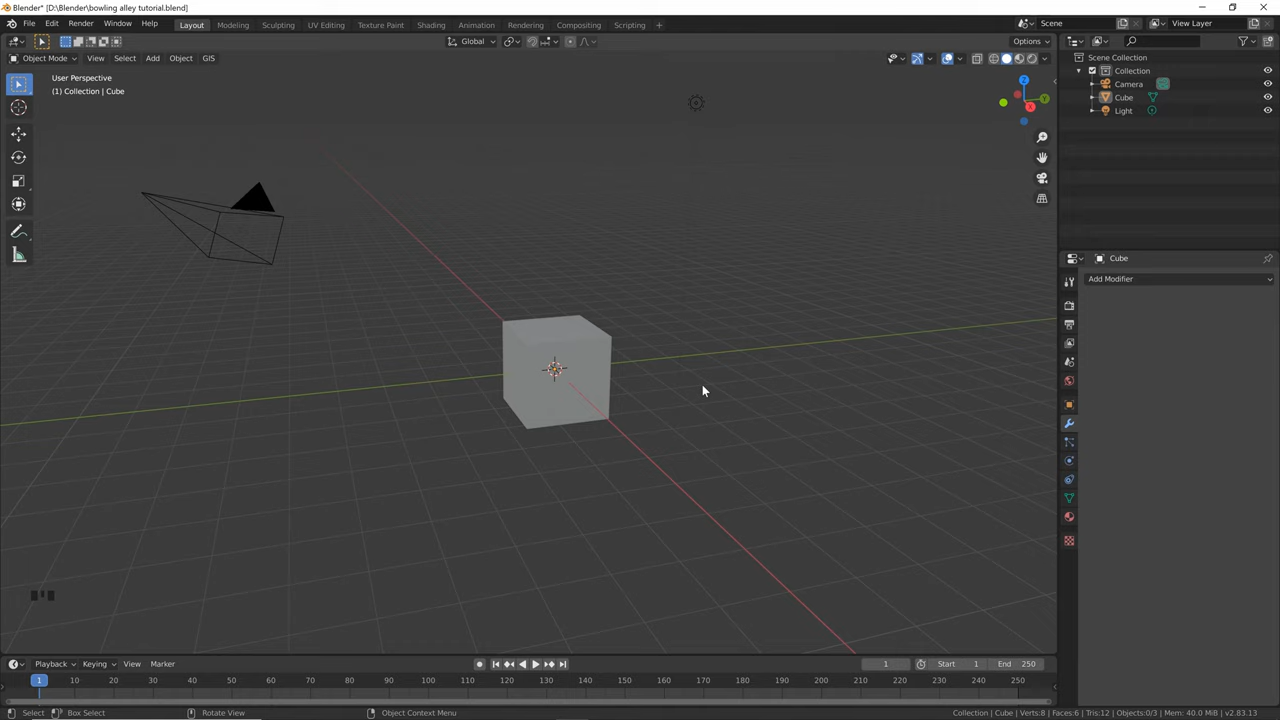 Blender* [D:\Blender\bowling alley tutorial.blend]
File Edit Render Window Help Layout Modeling Sculpting UV Editing Texture Paint Shading Animation Rendering Compositing Scripting + Scene View Layer
Global Options
Object Mode View Select Add Object GIS
User Perspective
(1) Collection | Cube
Z
Y
X
Scene Collection
Collection
Camera
Cube
Light
Cube
Add Modifier
Playback Keying View Marker 1 Start 1 End 250
1 10 20 30 40 50 60 70 80 90 100 110 120 130 140 150 160 170 180 190 200 210 220 230 240 250
Select Box Select Rotate View Object Context Menu Collection | Cube | Verts:8 | Faces:6 | Tris:12 | Objects:0/3 | Mem: 40.0 MiB | v2.83.13